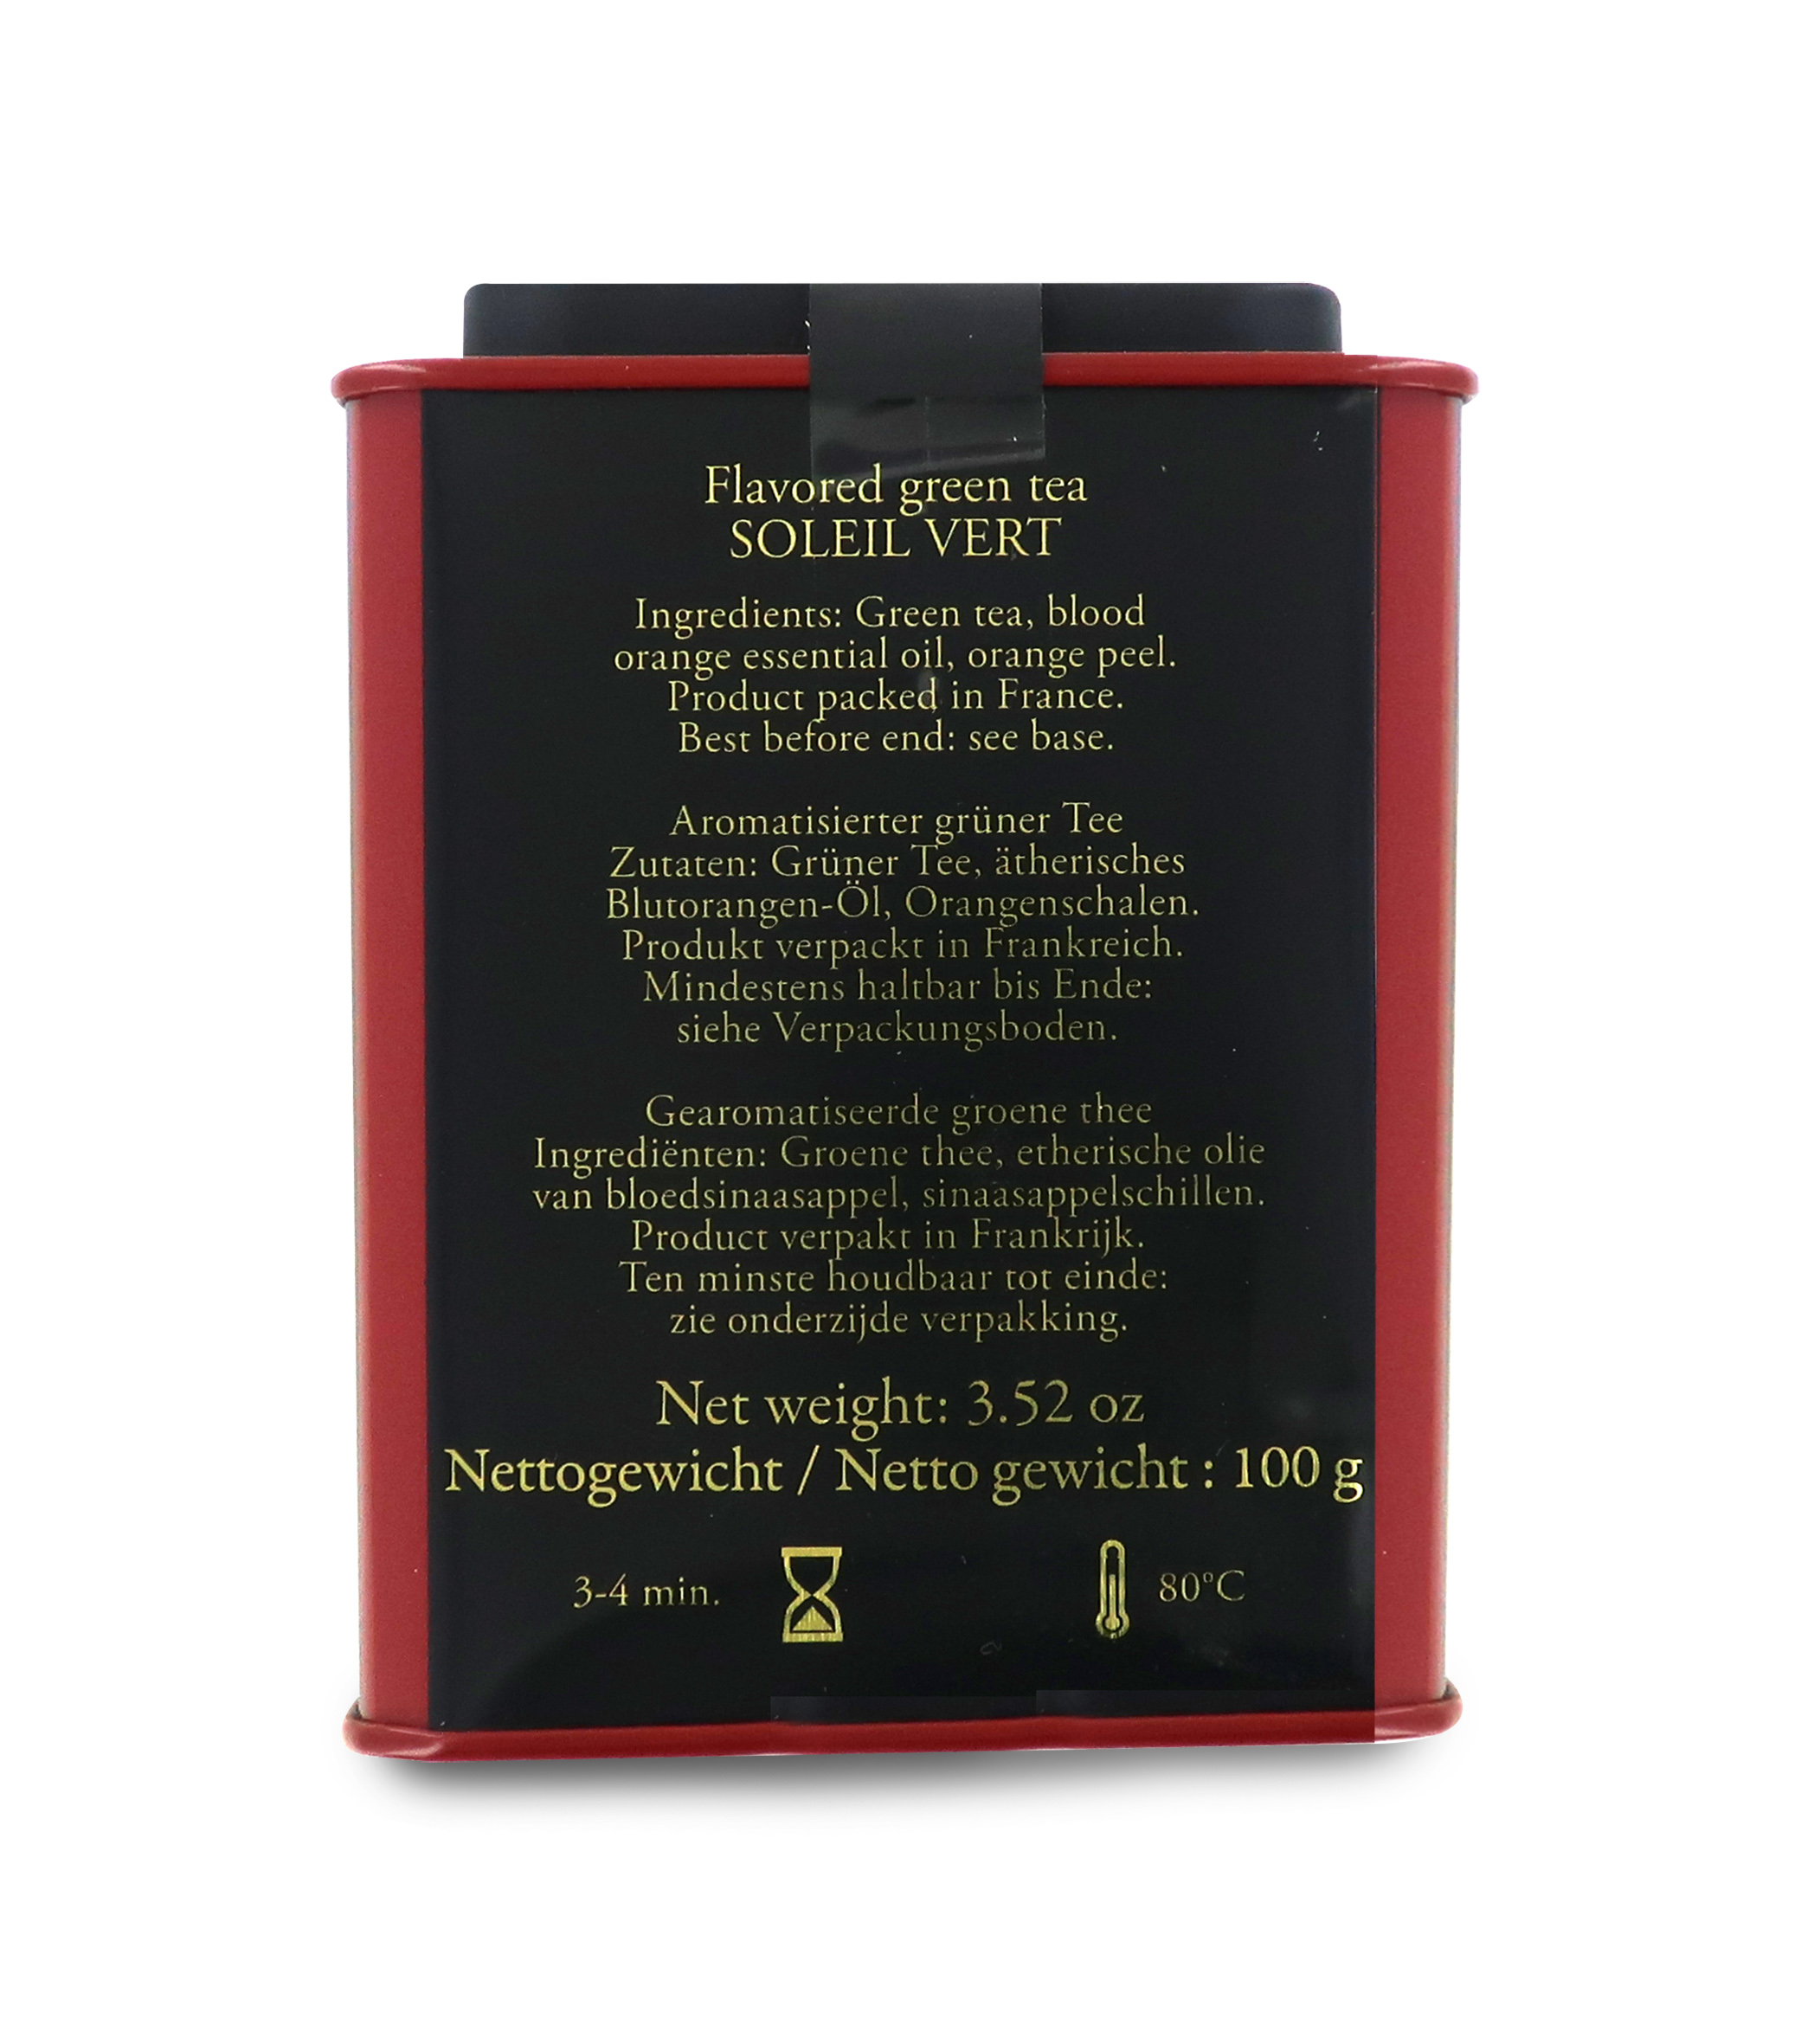 Flavored green tea
SOLEIL VERT
Ingredients: Green tea, blood
orange essential oil, orange peel.
Product packed in France.
Best before end: see base.
Aromatisierter grüner Tee
Zutaten: Grüner Tee, ätherisches
Blutorangen-Öl, Orangenschalen.
Produkt verpackt in Frankreich.
Mindestens haltbar bis Ende:
siehe Verpackungsboden.
Gearomatiseerde groene thee
Ingrediënten: Groene thee, etherische olie
van bloedsinaasappel, sinaasappelschillen.
Product verpakt in Frankrijk.
Ten minste houdbaar tot einde:
zie onderzijde verpakking.
Net weight: 3.52 oz
Nettogewicht / Netto gewicht : 100 g
3-4 min. 80°C